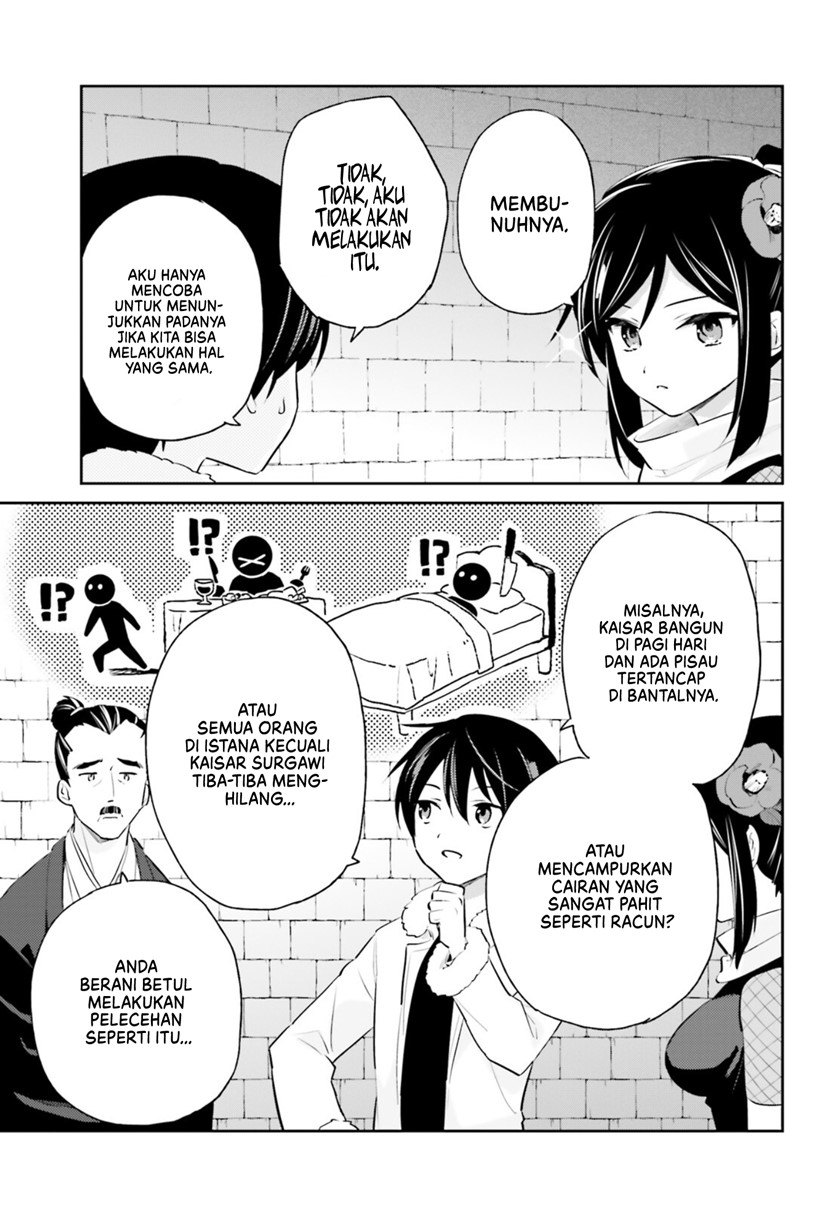 MEMBU-
NUHNYA.
TIDAK,
TIDAK, AKU
TIDAK AKAN
MELAKUKAN
ITU.
AKU HANYA
MENCOBA
UNTUK MENUN-
JUKKAN PADANYA
JIKA KITA BISA
MELAKUKAN HAL
YANG SAMA.
!?
!?
!?
MISALNYA,
KAISAR BANGUN
DI PAGI HARI
DAN ADA PISAU
TERTANCAP
DI BANTALNYA.
ATAU
MENCAMPURKAN
CAIRAN YANG
SANGAT PAHIT
SEPERTI RACUN?
ATAU
SEMUA ORANG
DI ISTANA KECUALI
KAISAR SURGAWI
TIBA-TIBA MENG-
HILANG...
ANDA
BERANI BETUL
MELAKUKAN
PELECEHAN
SEPERTI ITU...